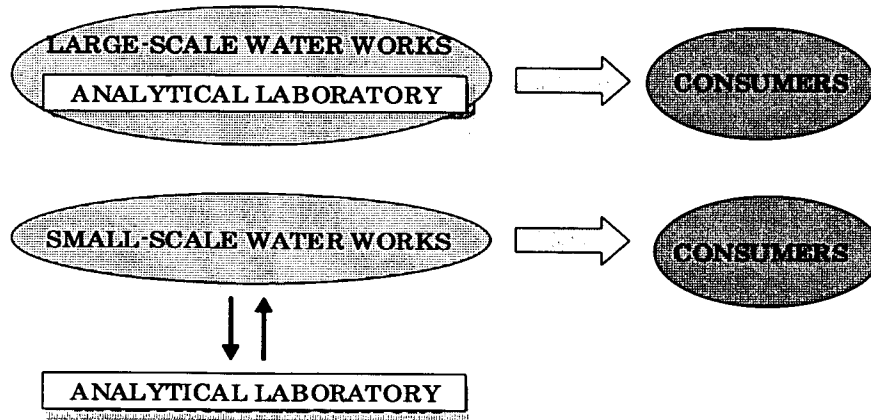 LARGE-SCALE WATER WORKS
ANALYTICAL LABORATORY
CONSUMERS
SMALL-SCALE WATER WORKS
CONSUMERS
ANALYTICAL LABORATORY